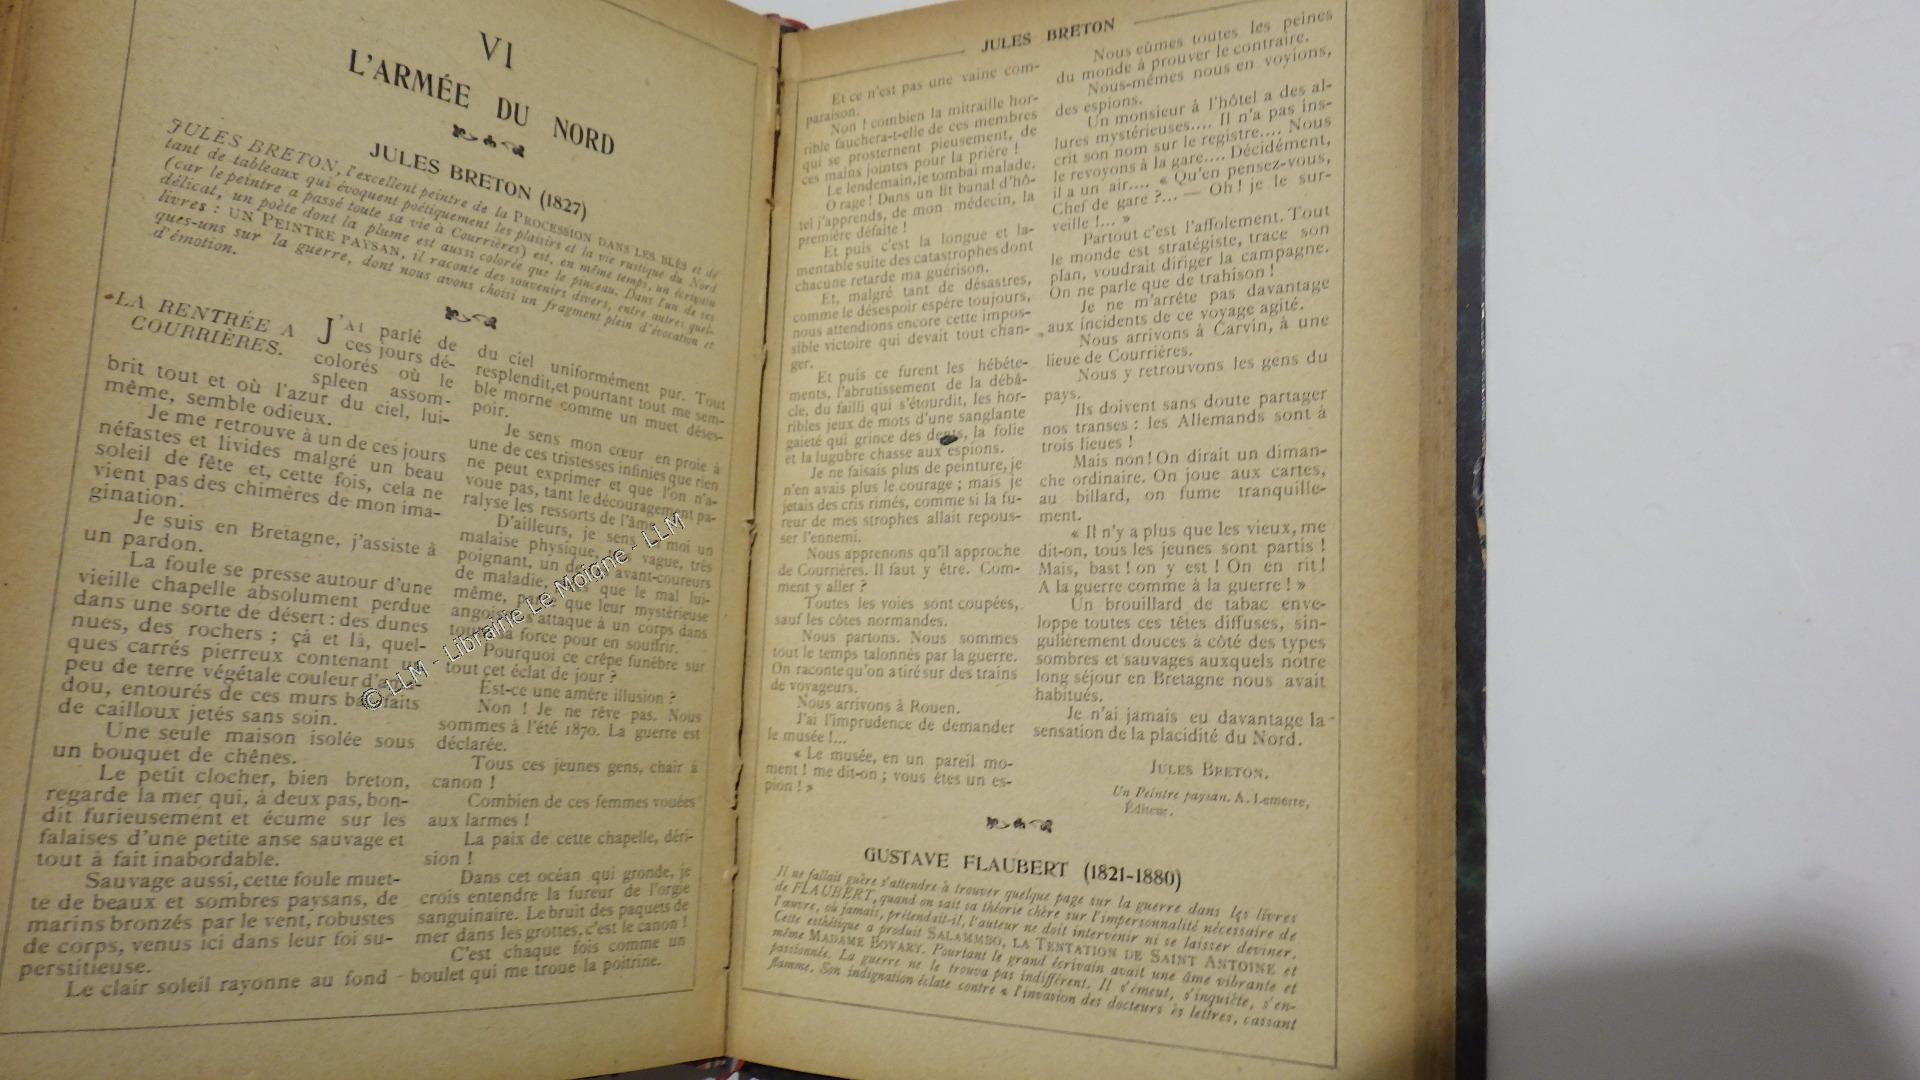 VI
L'ARMÉE DU NORD
JULES BRETON (1827)
JULES BRETON, l'excellent peintre de la PROCESSION DANS LES BLÉS et de
tant de tableaux qui évoquent poétiquement les plaisirs et la vie rustique du Nord
(car le peintre a passé toute sa vie à Courrières) est, en même temps, un écrivain
délicat, un poète dont la plume est aussi colorée que le pinceau. Dans l'un de ses
livres : UN PEINTRE PAYSAN, il raconte des souvenirs divers, entre autres quel-
ques-uns sur la guerre, dont nous avons choisi un fragment plein d'évocation et
d'émotion.
LA RENTRÉE A
COURRIÈRES.
J'AI parlé de
ces jours dé-
colorés où le
spleen assom-
brit tout et où l'azur du ciel, lui-
même, semble odieux.
Je me retrouve à un de ces jours
néfastes et livides malgré un beau
soleil de fête et, cette fois, cela ne
vient pas des chimères de mon ima-
gination.
Je suis en Bretagne, j'assiste à
un pardon.
La foule se presse autour d'une
vieille chapelle absolument perdue
dans une sorte de désert : des dunes
nues, des rochers ; çà et là, quel-
ques carrés pierreux contenant un
peu de terre végétale couleur d'
dou, entourés de ces murs
de cailloux jetés sans soin.
Une seule maison isolée sous
un bouquet de chênes.
Le petit clocher, bien breton,
regarde la mer qui, à deux pas, bon-
dit furieusement et écume sur les
falaises d'une petite anse sauvage et
tout à fait inabordable.
Sauvage aussi, cette foule muet-
te de beaux et sombres paysans, de
marins bronzés par le vent, robustes
de corps, venus ici dans leur foi su-
perstitieuse.
Le clair soleil rayonne au fond
du ciel uniformément pur. Tout
resplendit, et pourtant tout me sem-
ble morne comme un muet déses-
poir.
Je sens mon cœur en proie à
une de ces tristesses infinies que rien
ne peut exprimer et que l'on n'a-
voue pas, tant le découragement pa-
ralyse les ressorts de l'âme.
D'ailleurs, je sens moi un
malaise physique, vague, très
poignant, un de avant-coureurs
de maladie, que le mal lui-
même, que leur mystérieuse
angoisse s'attaque à un corps dans
toute sa force pour en souffrir.
Pourquoi ce crêpe funèbre sur
tout cet éclat de jour ?
Est-ce une amère illusion ?
Non ! Je ne rêve pas. Nous
sommes à l'été 1870. La guerre est
déclarée.
Tous ces jeunes gens, chair à
canon !
Combien de ces femmes vouées
aux larmes !
La paix de cette chapelle, déri-
sion !
Dans cet océan qui gronde, je
crois entendre la fureur de l'orgie
sanguinaire. Le bruit des paquets de
mer dans les grottes, c'est le canon !
C'est chaque fois comme un
boulet qui me troue la poitrine.
© LLM - Librairie Le Moigne - LLM
JULES BRETON
Et ce n'est pas une vaine com-
paraison.
Non ! combien la mitraille hor-
rible fauchera-t-elle de ces membres
qui se prosternent pieusement, de
ces mains jointes pour la prière !
Le lendemain, je tombai malade.
O rage ! Dans un lit banal d'hô-
tel j'apprends, de mon médecin, la
première défaite !
Et puis c'est la longue et la-
mentable suite des catastrophes dont
chacune retarde ma guérison.
Et, malgré tant de désastres,
comme le désespoir espère toujours,
nous attendions encore cette impos-
sible victoire qui devait tout chan-
ger.
Et puis ce furent les hébéte-
ments, l'abrutissement de la débâ-
cle, du failli qui s'étourdit, les hor-
ribles jeux de mots d'une sanglante
gaieté qui grince des dents, la folie
et la lugubre chasse aux espions.
Je ne faisais plus de peinture, je
n'en avais plus le courage ; mais je
jetais des cris rimés, comme si la fu-
reur de mes strophes allait repous-
ser l'ennemi.
Nous apprenons qu'il approche
de Courrières. Il faut y être. Com-
ment y aller ?
Toutes les voies sont coupées,
sauf les côtes normandes.
Nous partons. Nous sommes
tout le temps talonnés par la guerre.
On raconte qu'on a tiré sur des trains
de voyageurs.
Nous arrivons à Rouen.
J'ai l'imprudence de demander
le musée !...
« Le musée, en un pareil mo-
ment ! me dit-on ; vous êtes un es-
pion ! »
Nous eûmes toutes les peines
du monde à prouver le contraire.
Nous-mêmes nous en voyions,
des espions.
Un monsieur à l'hôtel a des al-
lures mystérieuses.... Il n'a pas ins-
crit son nom sur le registre.... Nous
le revoyons à la gare.... Décidément,
il a un air.... « Qu'en pensez-vous,
Chef de gare ?... — Oh ! je le sur-
veille !... »
Partout c'est l'affolement. Tout
le monde est stratégiste, trace son
plan, voudrait diriger la campagne.
On ne parle que de trahison !
Je ne m'arrête pas davantage
aux incidents de ce voyage agité.
Nous arrivons à Carvin, à une
lieue de Courrières.
Nous y retrouvons les gens du
pays.
Ils doivent sans doute partager
nos transes : les Allemands sont à
trois lieues !
Mais non ! On dirait un diman-
che ordinaire. On joue aux cartes,
au billard, on fume tranquille-
ment.
« Il n'y a plus que les vieux, me
dit-on, tous les jeunes sont partis !
Mais, bast ! on y est ! On en rit !
A la guerre comme à la guerre ! »
Un brouillard de tabac enve-
loppe toutes ces têtes diffuses, sin-
gulièrement douces à côté des types
sombres et sauvages auxquels notre
long séjour en Bretagne nous avait
habitués.
Je n'ai jamais eu davantage la
sensation de la placidité du Nord.
JULES BRETON.
Un Peintre paysan. A. Lemerre,
Éditeur.
GUSTAVE FLAUBERT (1821-1880)
Il ne fallait guère s'attendre à trouver quelque page sur la guerre dans les livres
de FLAUBERT, quand on sait sa théorie chère sur l'impersonnalité nécessaire de
l'œuvre, où jamais, prétendait-il, l'auteur ne doit intervenir ni se laisser deviner.
Cette esthétique a produit SALAMMBO, LA TENTATION DE SAINT ANTOINE et
même MADAME BOVARY. Pourtant le grand écrivain avait une âme vibrante et
passionnée. La guerre ne le trouva pas indifférent. Il s'émeut, s'inquiète, s'en-
flamme. Son indignation éclate contre « l'invasion des docteurs ès lettres, cassant